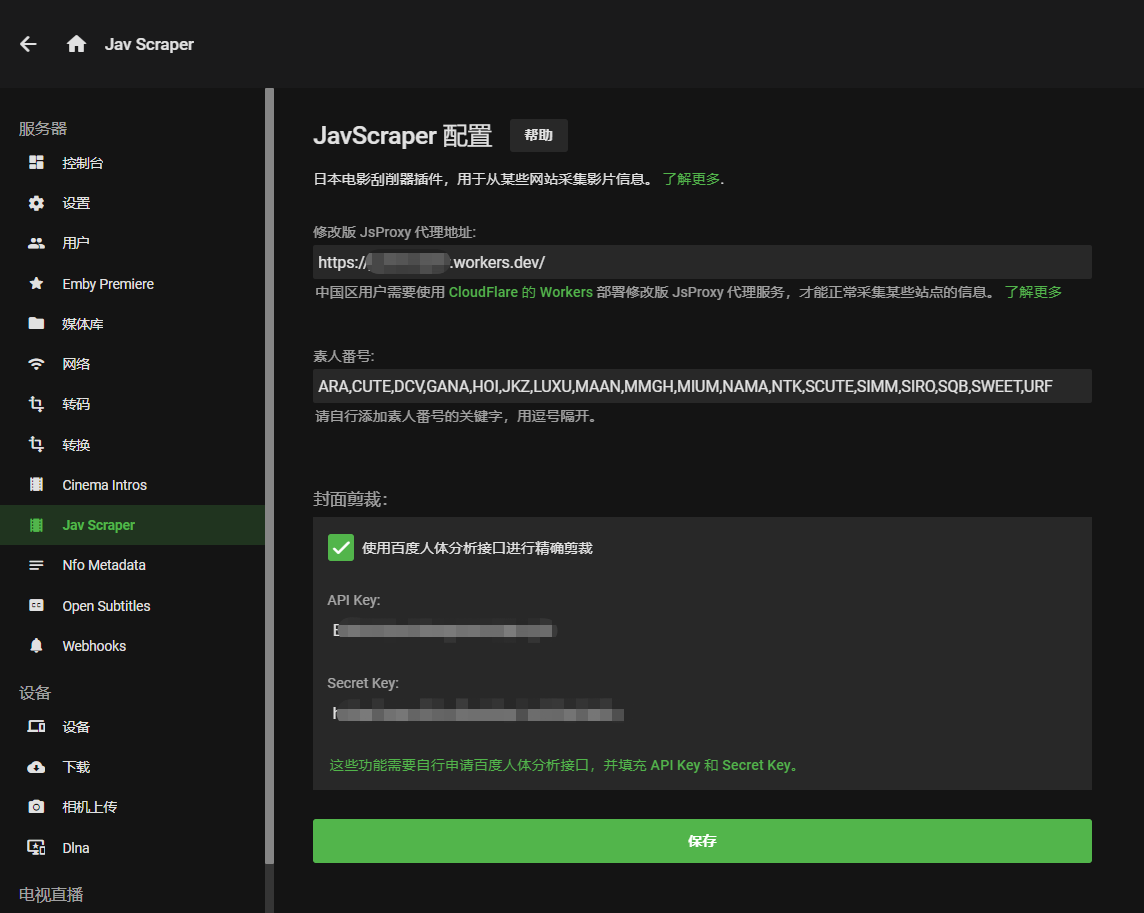 Jav Scraper
服务器
控制台
设置
用户
Emby Premiere
媒体库
网络
转码
转换
Cinema Intros
Jav Scraper
Nfo Metadata
Open Subtitles
Webhooks
设备
设备
下载
相机上传
Dlna
电视直播
JavScraper 配置 帮助
日本电影刮削器插件，用于从某些网站采集影片信息。 了解更多.
修改版 JsProxy 代理地址:
https://.workers.dev/
中国区用户需要使用 CloudFlare 的 Workers 部署修改版 JsProxy 代理服务，才能正常采集某些站点的信息。 了解更多
素人番号:
ARA,CUTE,DCV,GANA,HOI,JKZ,LUXU,MAAN,MMGH,MIUM,NAMA,NTK,SCUTE,SIMM,SIRO,SQB,SWEET,URF
请自行添加素人番号的关键字，用逗号隔开。
封面剪裁：
使用百度人体分析接口进行精确剪裁
API Key:
Secret Key:
这些功能需要自行申请百度人体分析接口，并填充 API Key 和 Secret Key。
保存